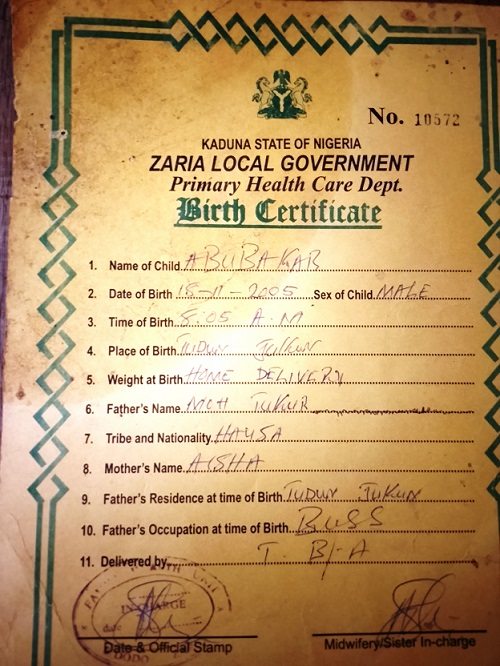 No. 10572
KADUNA STATE OF NIGERIA
ZARIA LOCAL GOVERNMENT
Primary Health Care Dept.
Birth Certificate
1. Name of Child ABUBAKAR
2. Date of Birth 18-11-2005 Sex of Child MALE
3. Time of Birth 8:05 A.M
4. Place of Birth TUDUN JUKUN
5. Weight at Birth HOME DELIVERY
6. Father's Name MOH TUKUR
7. Tribe and Nationality HAUSA
8. Mother's Name AISHA
9. Father's Residence at time of Birth TUDUN JUKUN
10. Father's Occupation at time of Birth BUSS
11. Delivered by T. B/-A
IN-CHARGE
Date & Official Stamp Midwifery/Sister In-charge